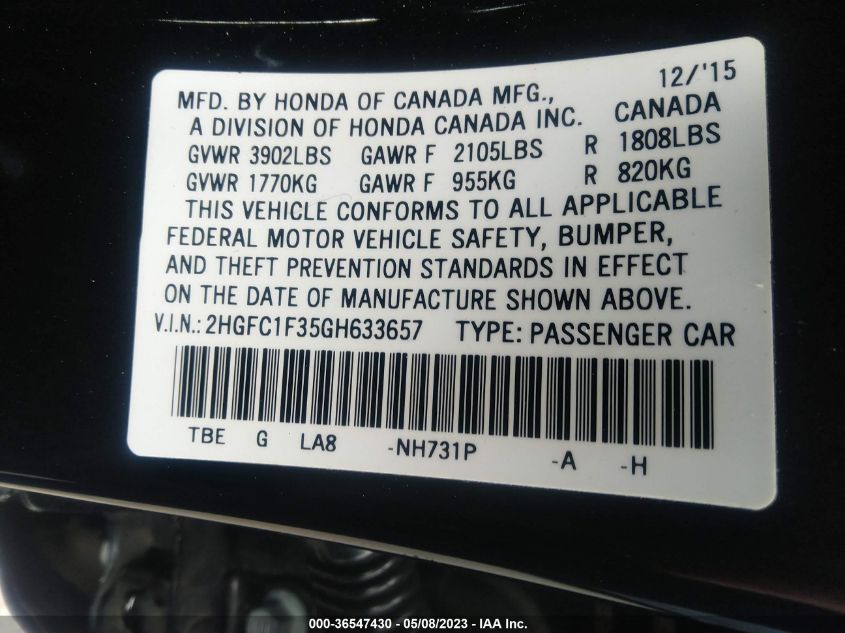 12/'15
MFD. BY HONDA OF CANADA MFG.,
A DIVISION OF HONDA CANADA INC. CANADA
GVWR 3902LBS GAWR F 2105LBS R 1808LBS
GVWR 1770KG GAWR F 955KG R 820KG
THIS VEHICLE CONFORMS TO ALL APPLICABLE
FEDERAL MOTOR VEHICLE SAFETY, BUMPER,
AND THEFT PREVENTION STANDARDS IN EFFECT
ON THE DATE OF MANUFACTURE SHOWN ABOVE.
V.I.N.: 2HGFC1F35GH633657 TYPE: PASSENGER CAR
TBE G LA8 -NH731P -A -H
000-36547430 - 05/08/2023 - IAA Inc.